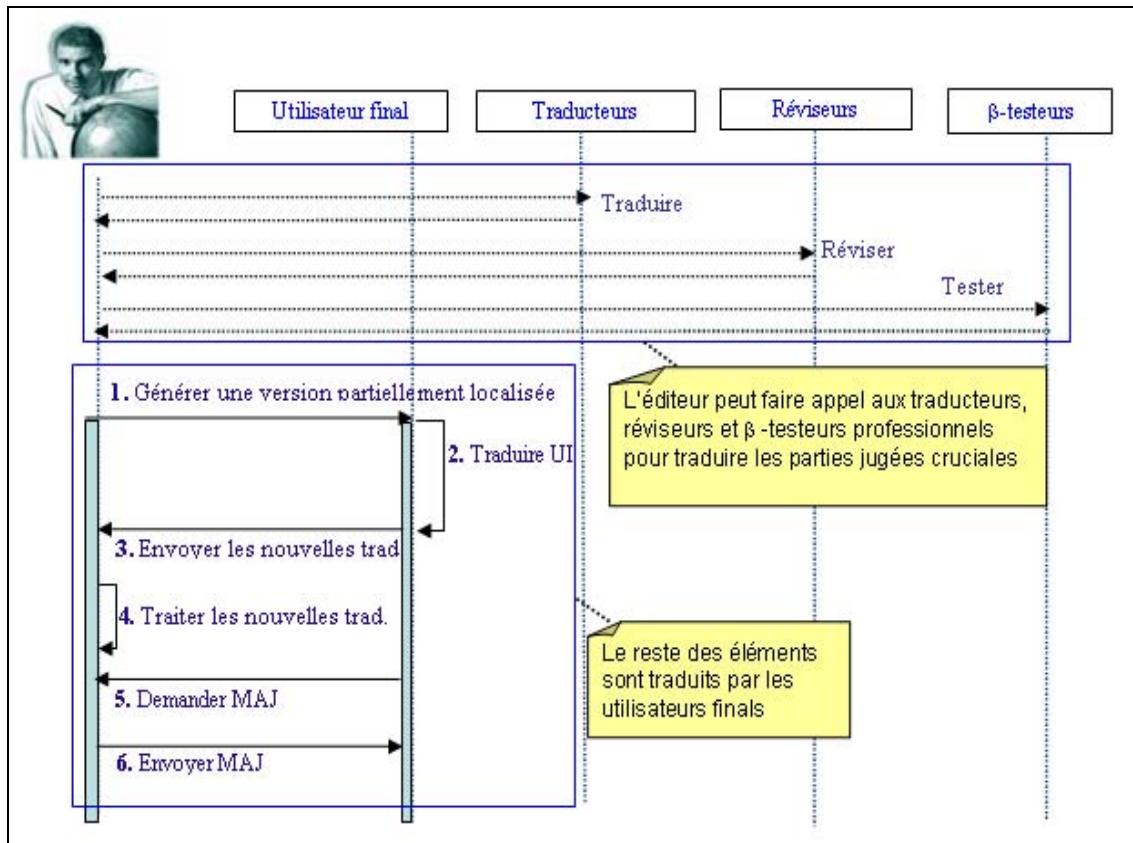 Utilisateur final
Traducteurs
Réviseurs
β-testeurs
Traduire
Réviser
Tester
1. Générer une version partiellement localisée
L'éditeur peut faire appel aux traducteurs,
réviseurs et β -testeurs professionnels
pour traduire les parties jugées cruciales
2. Traduire UI
3. Envoyer les nouvelles trad
4. Traiter les nouvelles trad.
Le reste des éléments
sont traduits par les
utilisateurs finals
5. Demander MAJ
6. Envoyer MAJ